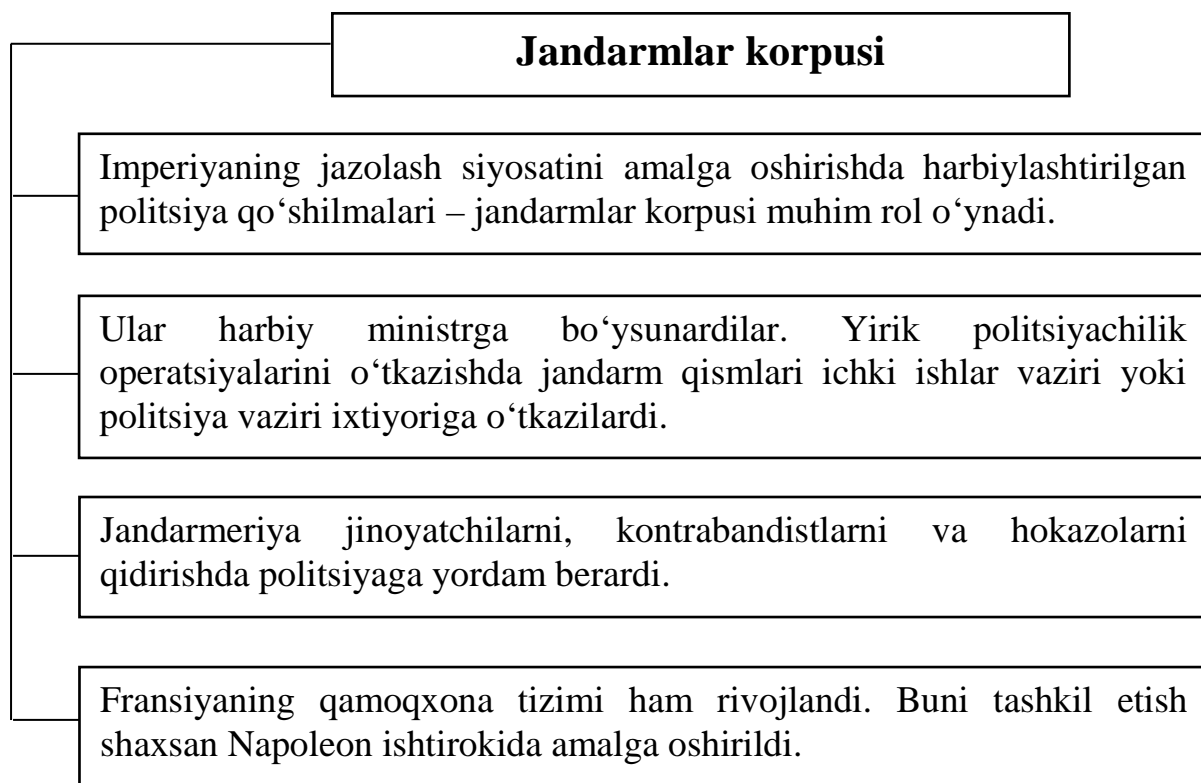 Jandarmlar korpusi
Imperiyaning jazolash siyosatini amalga oshirishda harbiylashtirilgan
politsiya qo‘shilmalari – jandarmlar korpusi muhim rol o‘ynadi.
Ular harbiy ministrga bo‘ysunardilar. Yirik politsiyachilik
operatsiyalarini o‘tkazishda jandarm qismlari ichki ishlar vaziri yoki
politsiya vaziri ixtiyoriga o‘tkazilardi.
Jandarmeriya jinoyatchilarni, kontrabandistlarni va hokazolarni
qidirishda politsiyaga yordam berardi.
Fransiyaning qamoqxona tizimi ham rivojlandi. Buni tashkil etish
shaxsan Napoleon ishtirokida amalga oshirildi.